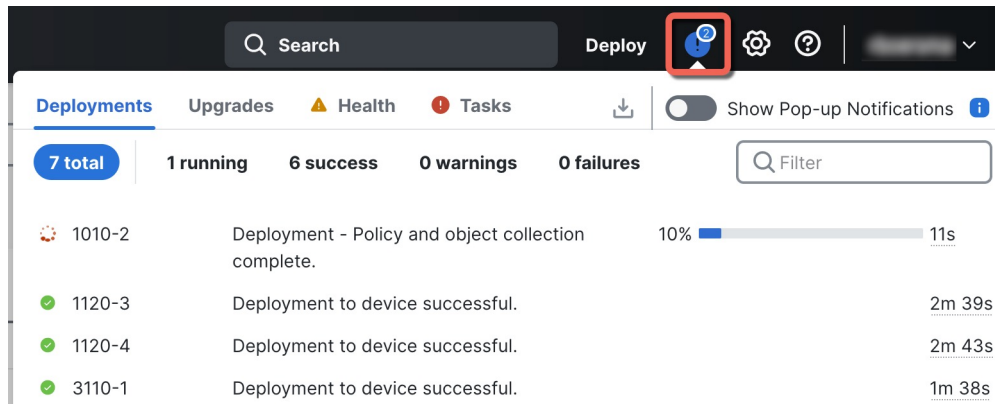 Search Deploy 2
Deployments Upgrades Health Tasks Show Pop-up Notifications i
7 total 1 running 6 success 0 warnings 0 failures Filter
1010-2 Deployment - Policy and object collection 10% 11s
complete.
1120-3 Deployment to device successful. 2m 39s
1120-4 Deployment to device successful. 2m 43s
3110-1 Deployment to device successful. 1m 38s